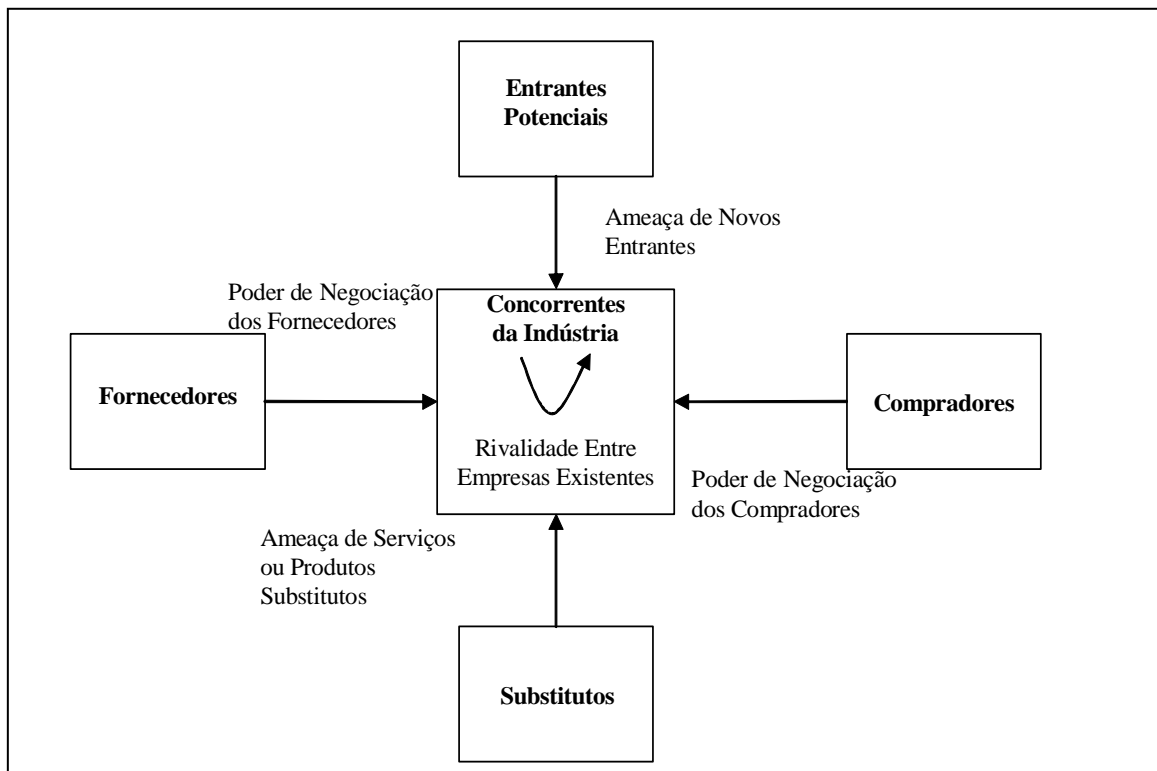 Entrantes
Potenciais
Ameaça de Novos
Entrantes
Poder de Negociação
dos Fornecedores
Concorrentes
da Indústria
Fornecedores
Compradores
Rivalidade Entre
Empresas Existentes
Poder de Negociação
dos Compradores
Ameaça de Serviços
ou Produtos
Substitutos
Substitutos